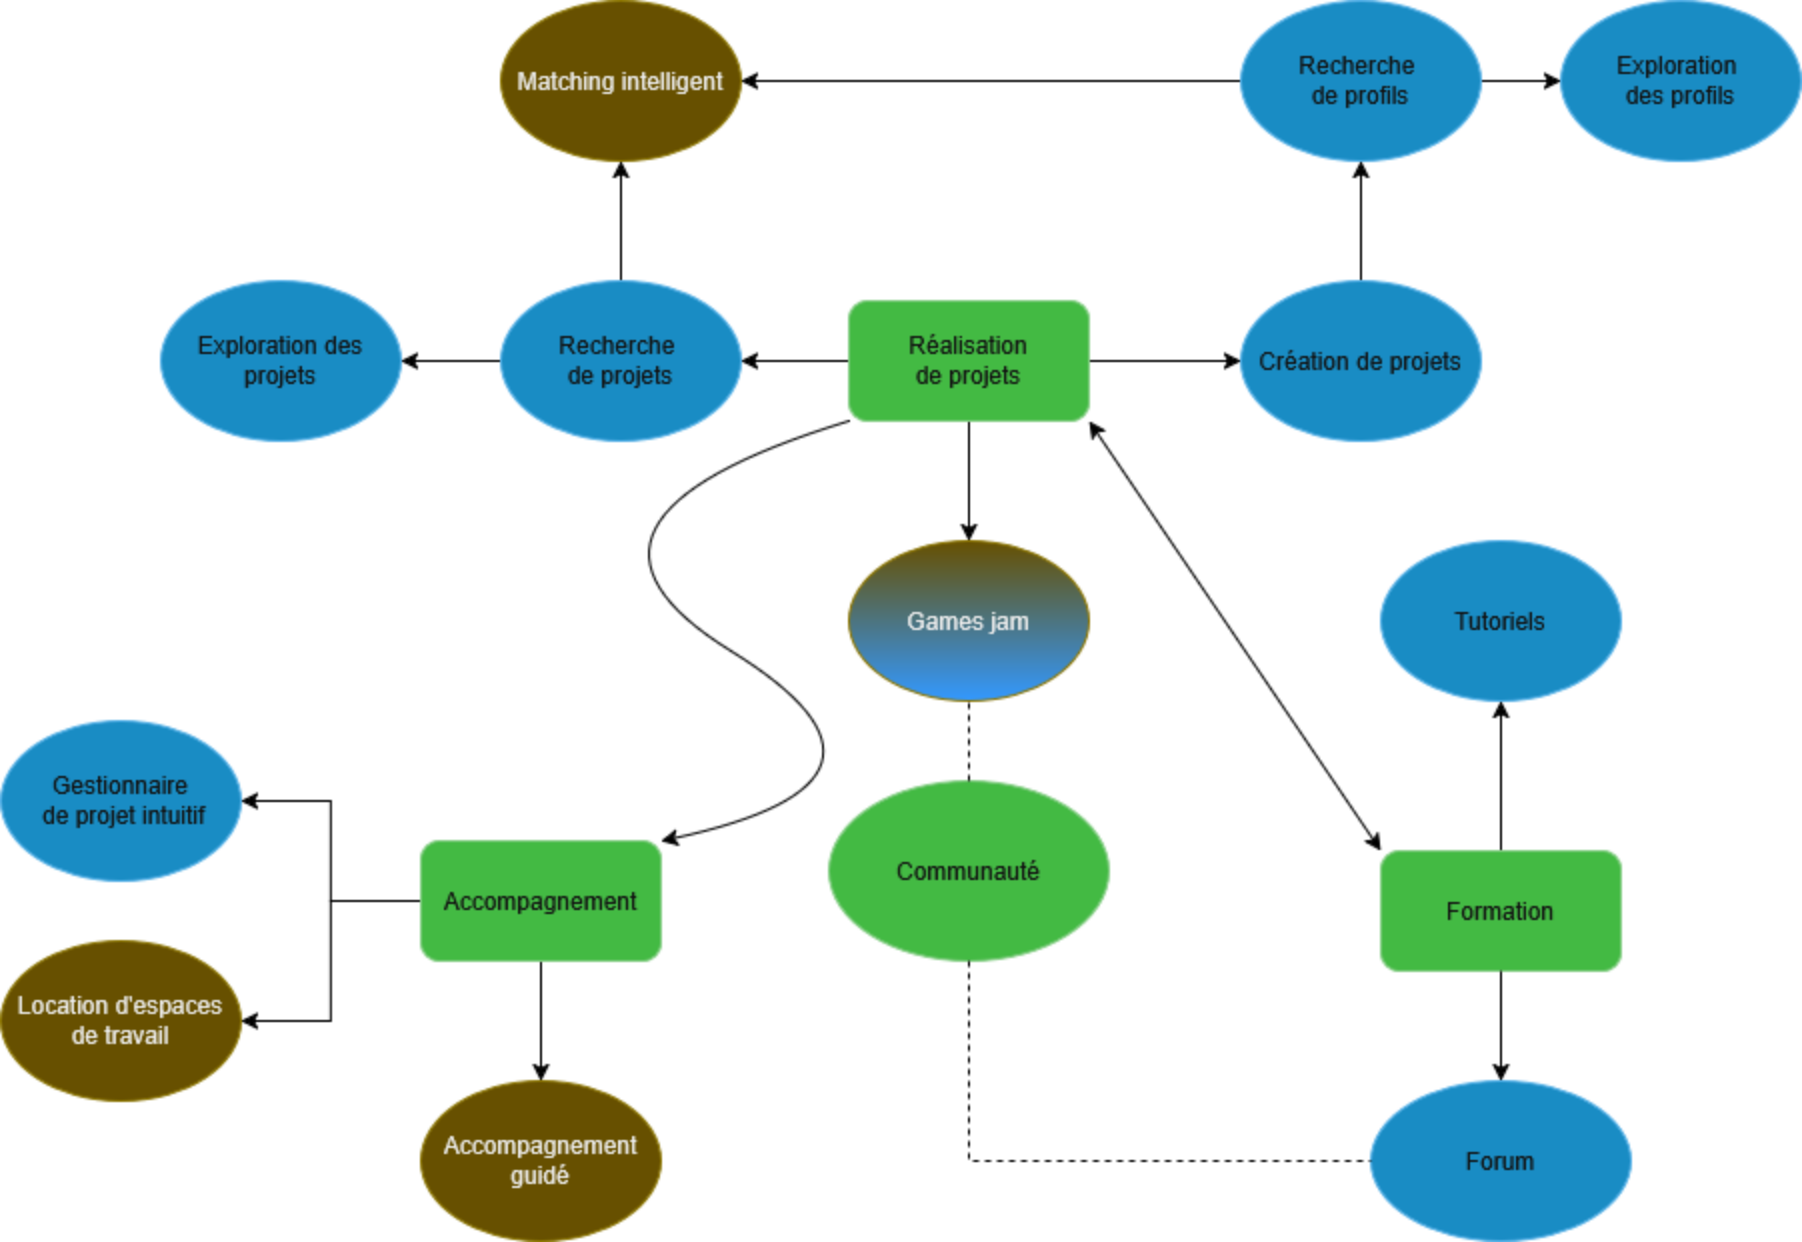 Matching intelligent
Recherche
de profils
Exploration
des profils
Exploration des
projets
Recherche
de projets
Réalisation
de projets
Création de projets
Games jam
Tutoriels
Gestionnaire
de projet intuitif
Accompagnement
Communauté
Formation
Location d'espaces
de travail
Accompagnement
guidé
Forum